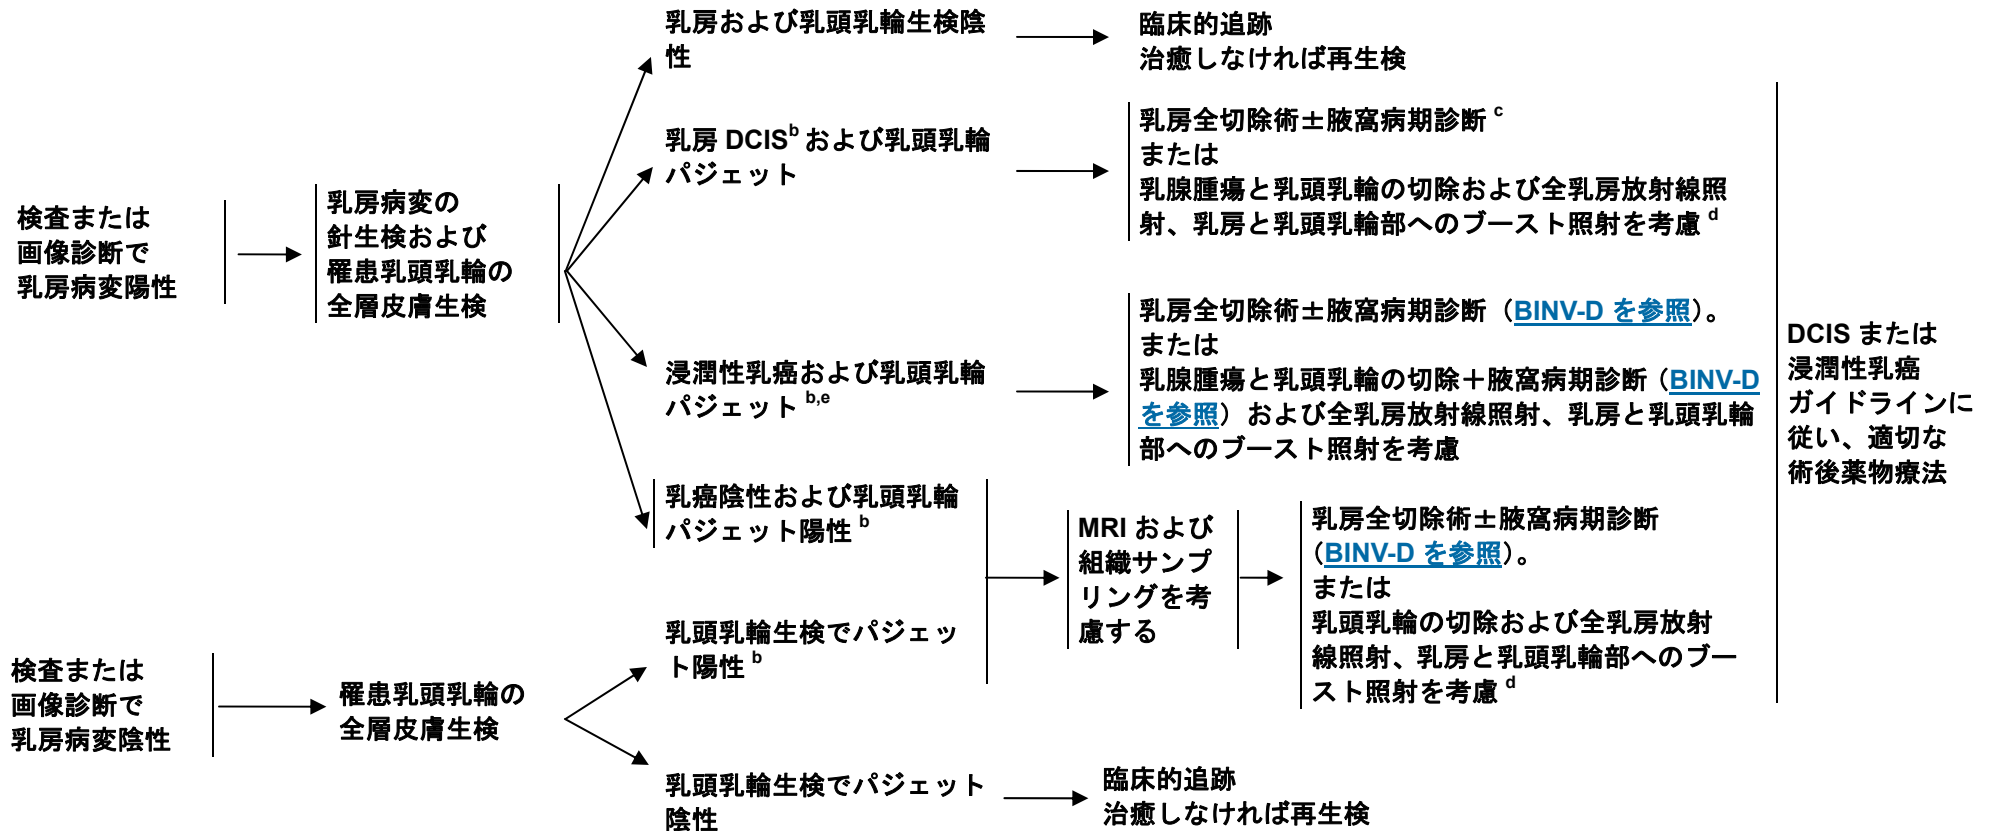 検査または
画像診断で
乳房病変陽性
乳房病変の
針生検および
罹患乳頭乳輪の
全層皮膚生検
乳房および乳頭乳輪生検陰
性
臨床的追跡
治癒しなければ再生検
乳房 DCISb および乳頭乳輪
パジェット
乳房全切除術±腋窩病期診断 c
または
乳腺腫瘍と乳頭乳輪の切除および全乳房放射線照
射、乳房と乳頭乳輪部へのブースト照射を考慮 d
浸潤性乳癌および乳頭乳輪
パジェット b,e
乳房全切除術±腋窩病期診断（BINV-D を参照）。
または
乳腺腫瘍と乳頭乳輪の切除＋腋窩病期診断（BINV-D
を参照）および全乳房放射線照射、乳房と乳頭乳輪
部へのブースト照射を考慮
乳癌陰性および乳頭乳輪
パジェット陽性 b
MRI および
組織サンプ
リングを考
慮する
乳房全切除術±腋窩病期診断
（BINV-D を参照）。
または
乳頭乳輪の切除および全乳房放射
線照射、乳房と乳頭乳輪部へのブー
スト照射を考慮 d
DCIS または
浸潤性乳癌
ガイドラインに
従い、適切な
術後薬物療法
検査または
画像診断で
乳房病変陰性
罹患乳頭乳輪の
全層皮膚生検
乳頭乳輪生検でパジェッ
ト陽性 b
乳頭乳輪生検でパジェット
陰性
臨床的追跡
治癒しなければ再生検